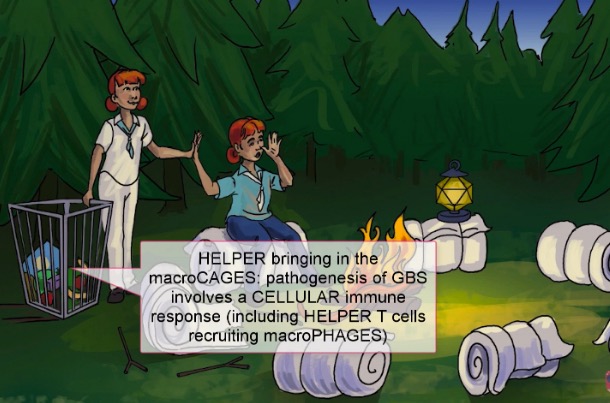 HELPER bringing in the
macroCAGES: pathogenesis of GBS
involves a CELLULAR immune
response (including HELPER T cells
recruiting macroPHAGES)